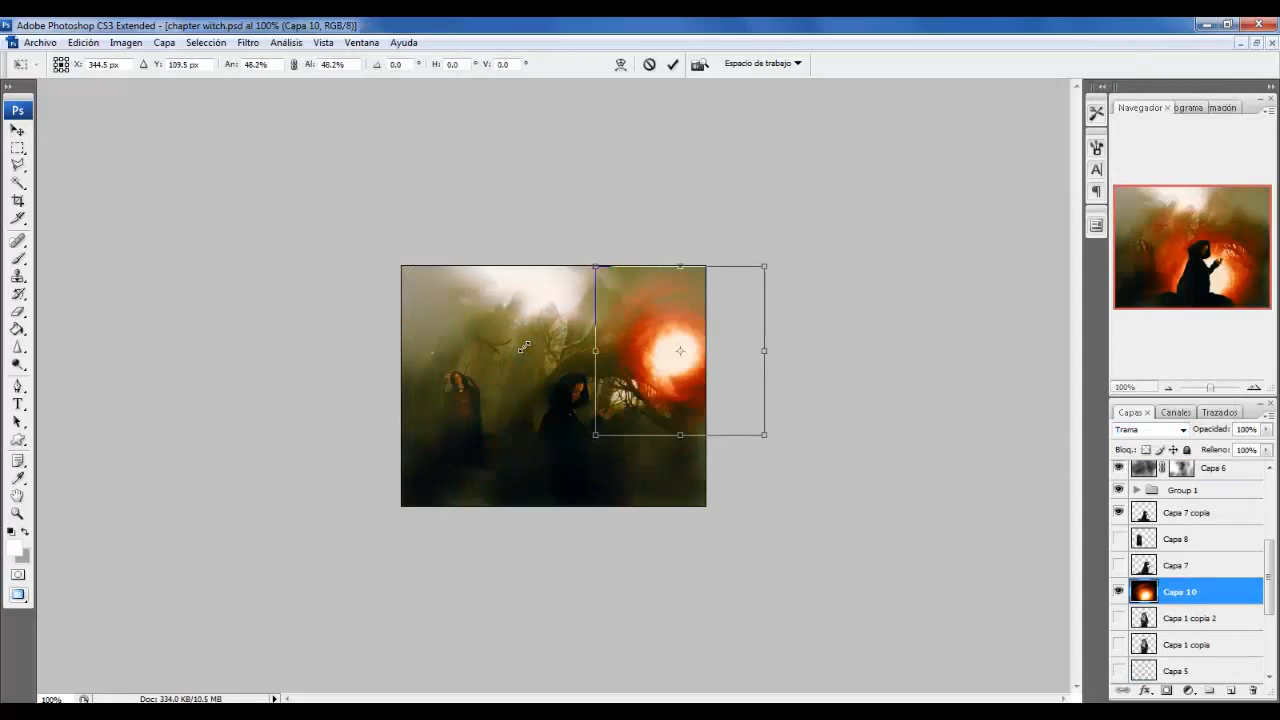 Adobe Photoshop CS3 Extended - [chapter witch.psd al 100% (Capa 10, RGB/8)]
Archivo Edición Imagen Capa Selección Filtro Análisis Vista Ventana Ayuda
X: 344.5 px Y: 109.5 px An: 48.2% Al: 48.2% 0.0 ° H: 0.0 ° V: 0.0 ° Espacio de trabajo
Ps
Navegador × ograma mación
T
A
100%
Capas × Canales Trazados
Trama Opacidad: 100%
Bloq.: Relleno: 100%
Capa 6
Group 1
Capa 7 copia
Capa 8
Capa 7
Capa 10
Capa 1 copia 2
Capa 1 copia
Capa 5
100% Doc: 334.0 KB/10.5 MB